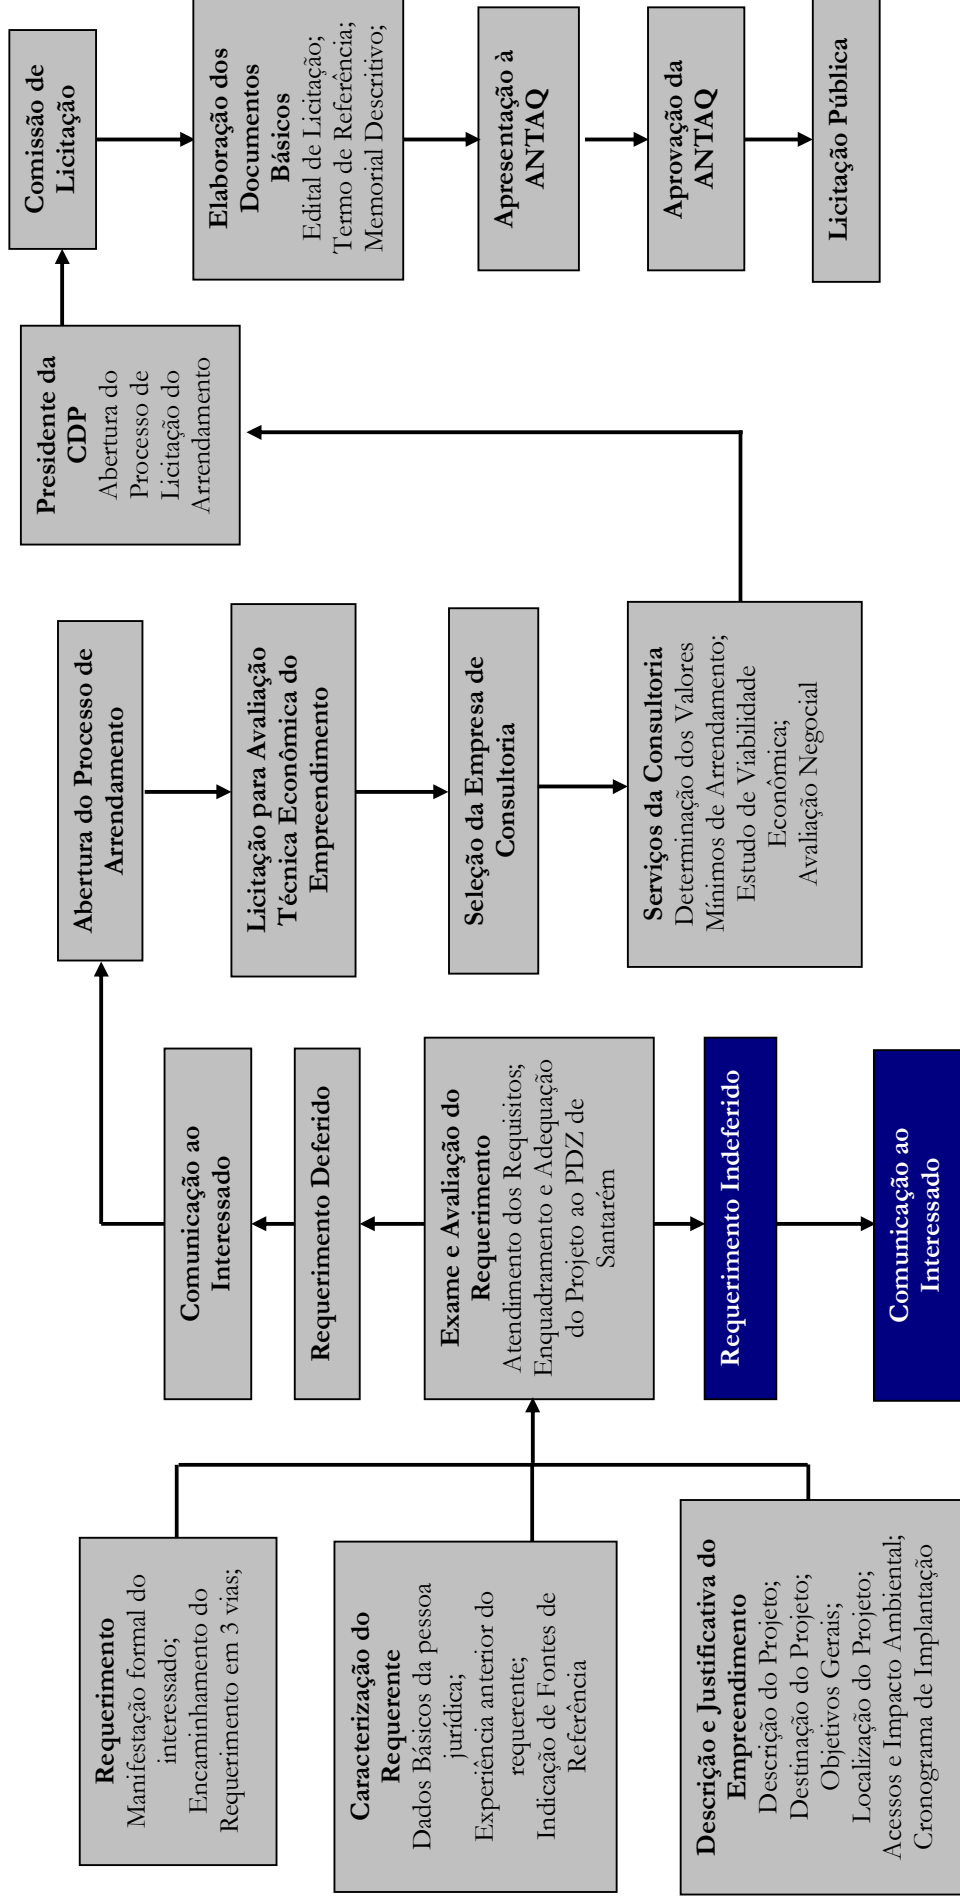 Requerimento
Manifestação formal do
interessado;
Encaminhamento do
Requerimento em 3 vias;
Caracterização do
Requerente
Dados Básicos da pessoa
jurídica;
Experiência anterior do
requerente;
Indicação de Fontes de
Referência
Descrição e Justificativa do
Empreendimento
Descrição do Projeto;
Destinação do Projeto;
Objetivos Gerais;
Localização do Projeto;
Acessos e Impacto Ambiental;
Cronograma de Implantação
Comunicação ao
Interessado
Requerimento Deferido
Exame e Avaliação do
Requerimento
Atendimento dos Requisitos;
Enquadramento e Adequação
do Projeto ao PDZ de
Santarém
Requerimento Indeferido
Comunicação ao
Interessado
Abertura do Processo de
Arrendamento
Licitação para Avaliação
Técnica Econômica do
Empreendimento
Seleção da Empresa de
Consultoria
Serviços da Consultoria
Determinação dos Valores
Mínimos de Arrendamento;
Estudo de Viabilidade
Econômica;
Avaliação Negocial
Presidente da
CDP
Abertura do
Processo de
Licitação do
Arrendamento
Comissão de
Licitação
Elaboração dos
Documentos
Básicos
Edital de Licitação;
Termo de Referência;
Memorial Descritivo;
Apresentação à
ANTAQ
Aprovação da
ANTAQ
Licitação Pública